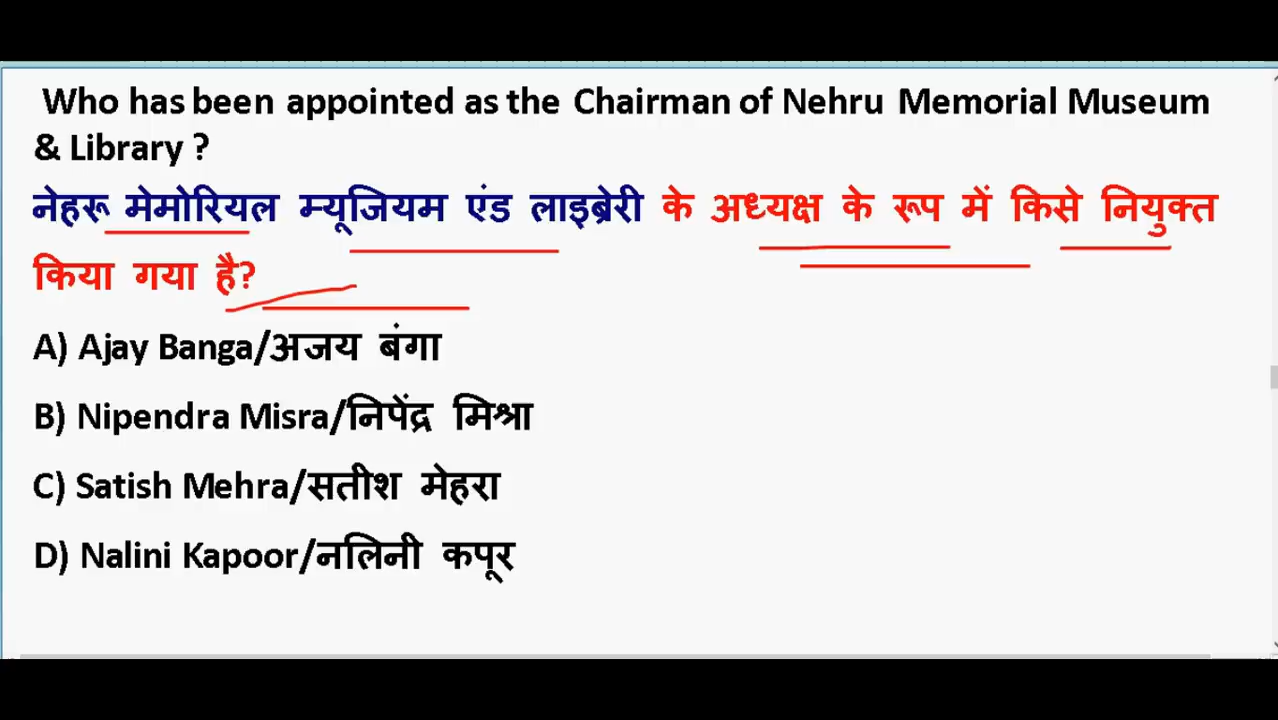 Who has been appointed as the Chairman of Nehru Memorial Museum
& Library ?
नेहरू मेमोरियल म्यूजियम एंड लाइब्रेरी के अध्यक्ष के रूप में किसे नियुक्त
किया गया है?
A) Ajay Banga/अजय बंगा
B) Nipendra Misra/निपेंद्र मिश्रा
C) Satish Mehra/सतीश मेहरा
D) Nalini Kapoor/नलिनी कपूर